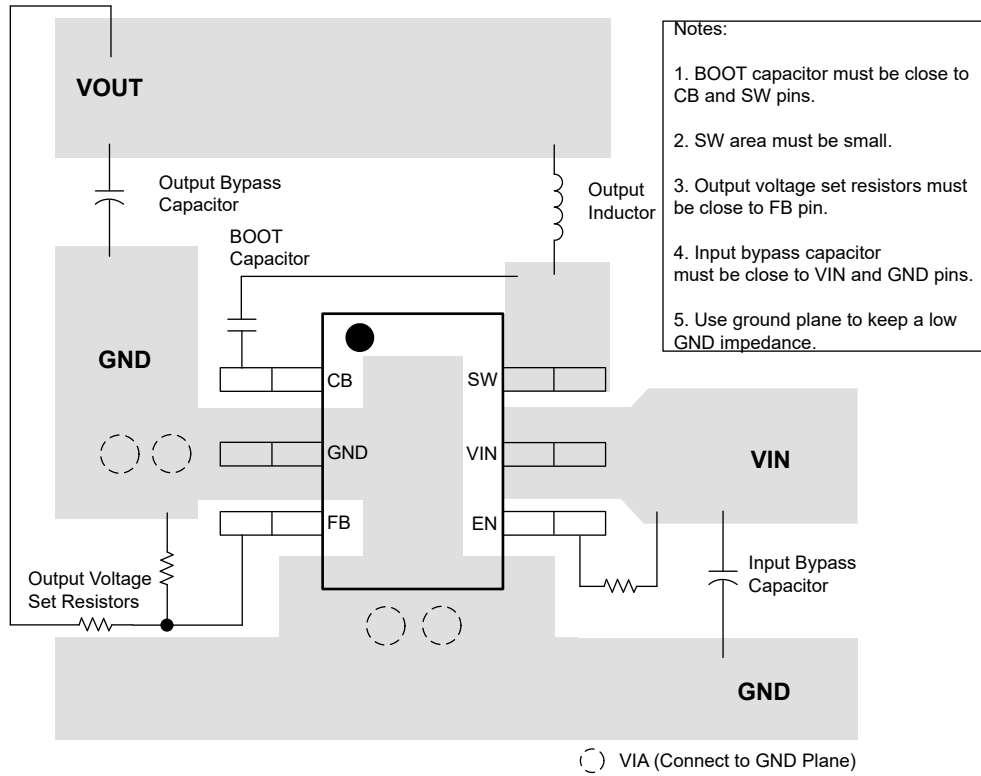 VOUT
Output Bypass
Capacitor
Output
Inductor
BOOT
Capacitor
GND
CB
SW
GND
VIN
VIN
FB
EN
Output Voltage
Set Resistors
Input Bypass
Capacitor
GND
VIA (Connect to GND Plane)
Notes:
1. BOOT capacitor must be close to
CB and SW pins.
2. SW area must be small.
3. Output voltage set resistors must
be close to FB pin.
4. Input bypass capacitor
must be close to VIN and GND pins.
5. Use ground plane to keep a low
GND impedance.